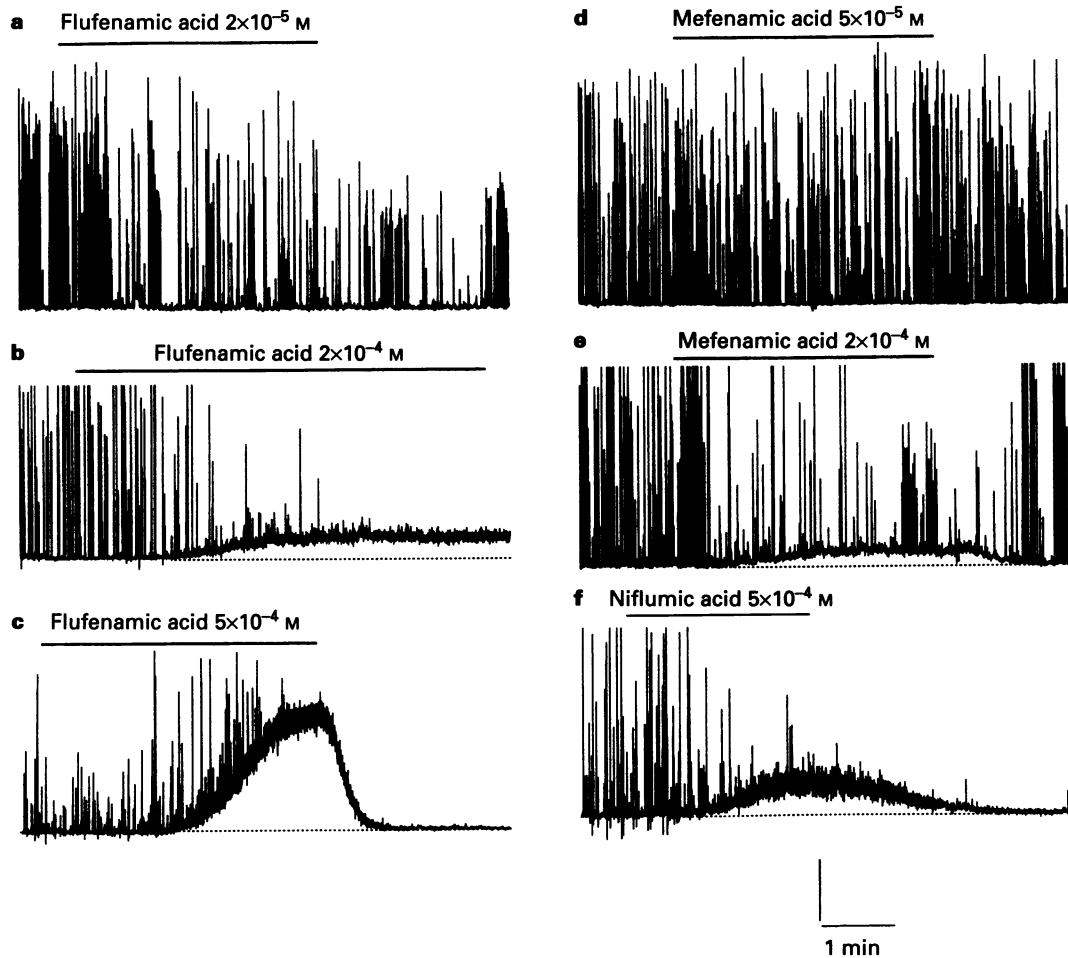 a Flufenamic acid 2×10⁻⁵ M
b Flufenamic acid 2×10⁻⁴ M
c Flufenamic acid 5×10⁻⁴ M
d Mefenamic acid 5×10⁻⁵ M
e Mefenamic acid 2×10⁻⁴ M
f Niflumic acid 5×10⁻⁴ M
1 min